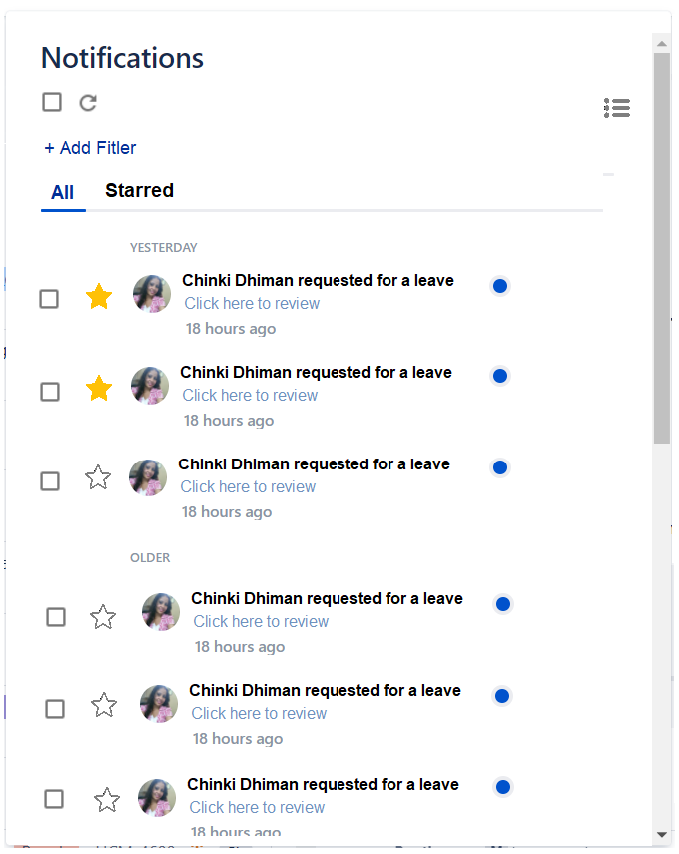 Notifications
+ Add Fitler
All
Starred
YESTERDAY
Chinki Dhiman requested for a leave
Click here to review
18 hours ago
Chinki Dhiman requested for a leave
Click here to review
18 hours ago
Chinki Dhiman requested for a leave
Click here to review
18 hours ago
OLDER
Chinki Dhiman requested for a leave
Click here to review
18 hours ago
Chinki Dhiman requested for a leave
Click here to review
18 hours ago
Chinki Dhiman requested for a leave
Click here to review
18 hours ago